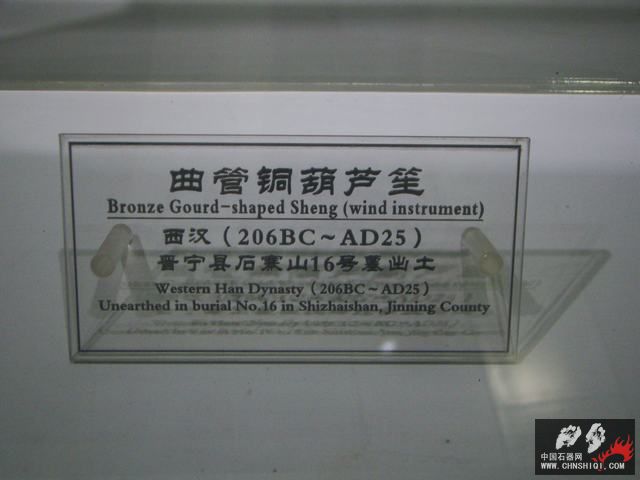 曲管铜葫芦笙
Bronze Gourd-shaped Sheng (wind instrument)
西汉（206BC～AD25）
晋宁县石寨山16号墓出土
Western Han Dynasty（206BC～AD25）
Unearthed in burial No.16 in Shizhaishan, Jinning County
中国石器网
WWW.CHNSHIQI.COM